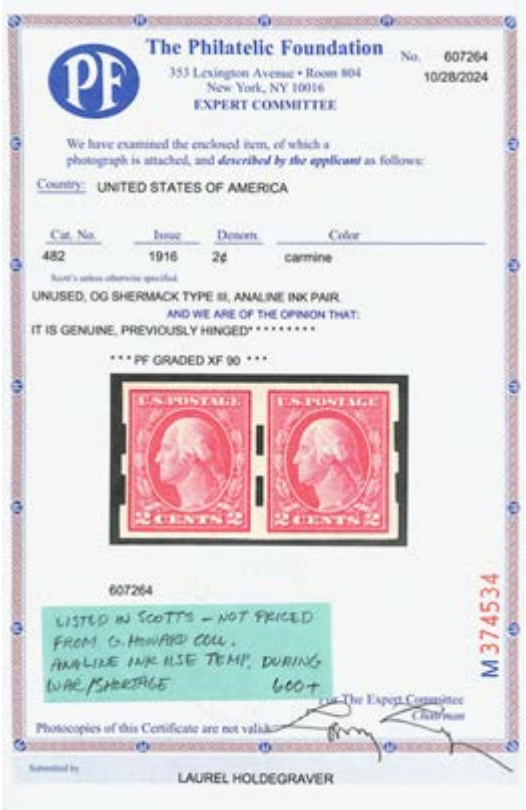 PF
The Philatelic Foundation
No. 607264
353 Lexington Avenue • Room 804
10/28/2024
New York, NY 10016
EXPERT COMMITTEE
We have examined the enclosed item, of which a
photograph is attached, and described by the applicant as follows:
Country: UNITED STATES OF AMERICA
Cat. No. Issue Denom. Color
482 1916 2¢ carmine
Scott's unless otherwise specified
UNUSED, OG SHERMACK TYPE III, ANALINE INK PAIR.
AND WE ARE OF THE OPINION THAT:
IT IS GENUINE, PREVIOUSLY HINGED*********
*** PF GRADED XF 90 ***
U.S. POSTAGE U.S. POSTAGE
2 CENTS 2 2 CENTS 2
607264
LISTED IN SCOTTS - NOT PRICED
FROM G. HOWARD COLL.
ANALINE INK USE TEMP. DURING
WAR/SHORTAGE 600+
M 374534
For The Expert Committee
Chairman
Photocopies of this Certificate are not valid
Submitted by
LAUREL HOLDEGRAVER